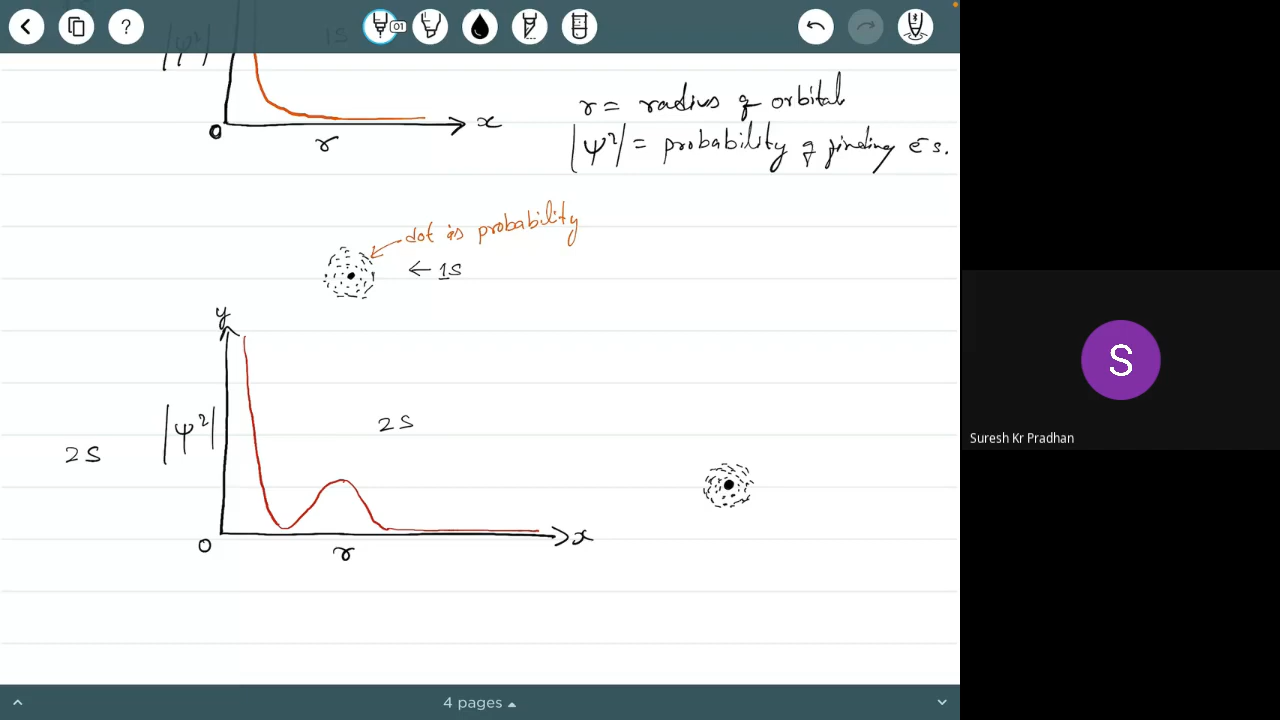 ?
01
1S
|ψ²|
0
r
x
r = radius of orbital
|ψ²| = probability of finding e s.
dot is probability
← 1S
y
|ψ²|
2S
2S
0
r
x
S
Suresh Kr Pradhan
4 pages